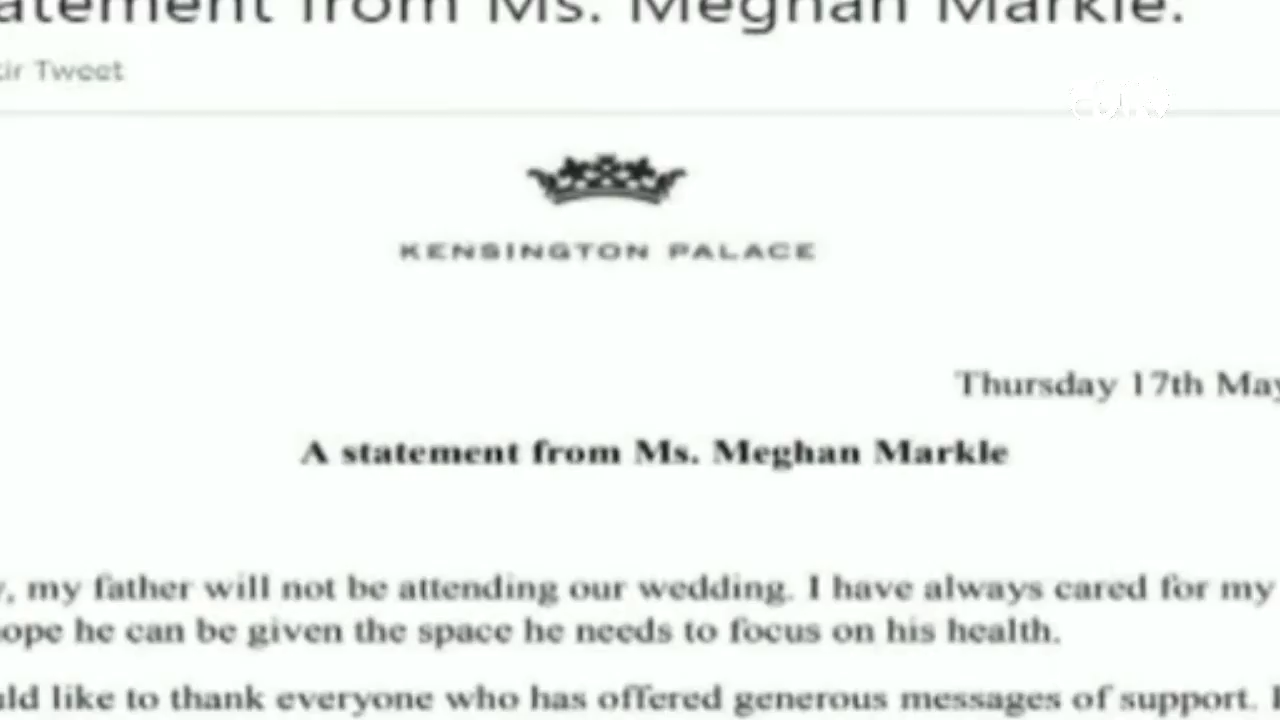 atement from Ms. Meghan Markle.
Tweet
KENSINGTON PALACE
Thursday 17th May
A statement from Ms. Meghan Markle
, my father will not be attending our wedding. I have always cared for my
ope he can be given the space he needs to focus on his health.
uld like to thank everyone who has offered generous messages of support.